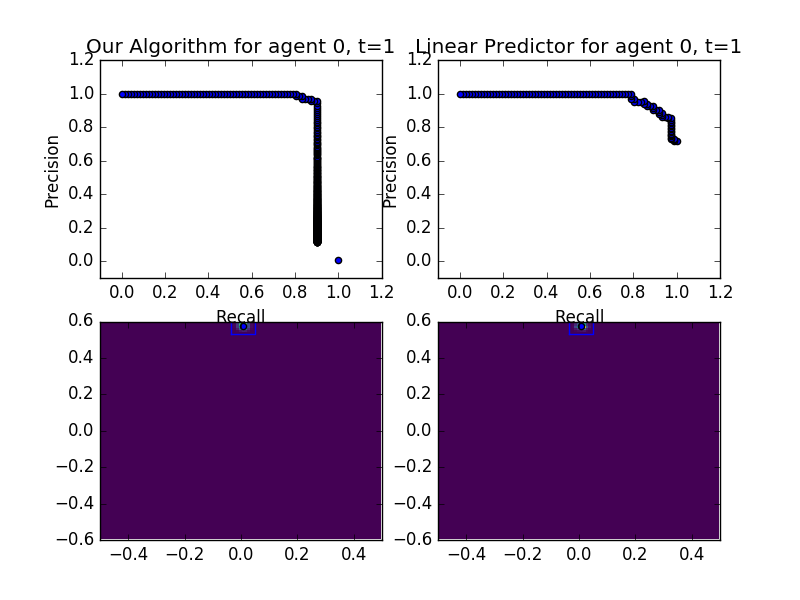 Our Algorithm for agent 0, t=1
Linear Predictor for agent 0, t=1
1.2
1.0
0.8
0.6
0.4
0.2
0.0
Precision
0.0 0.2 0.4 0.6 0.8 1.0 1.2
Recall
1.2
1.0
0.8
0.6
0.4
0.2
0.0
Precision
0.0 0.2 0.4 0.6 0.8 1.0 1.2
Recall
0.6
0.4
0.2
0.0
−0.2
−0.4
−0.6
−0.4 −0.2 0.0 0.2 0.4
0.6
0.4
0.2
0.0
−0.2
−0.4
−0.6
−0.4 −0.2 0.0 0.2 0.4